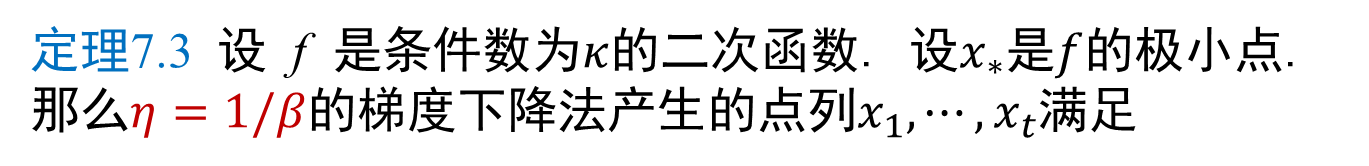 定理7.3 设 f 是条件数为κ的二次函数. 设x∗是f的极小点.
那么η = 1/β的梯度下降法产生的点列x₁,⋯,xₜ满足